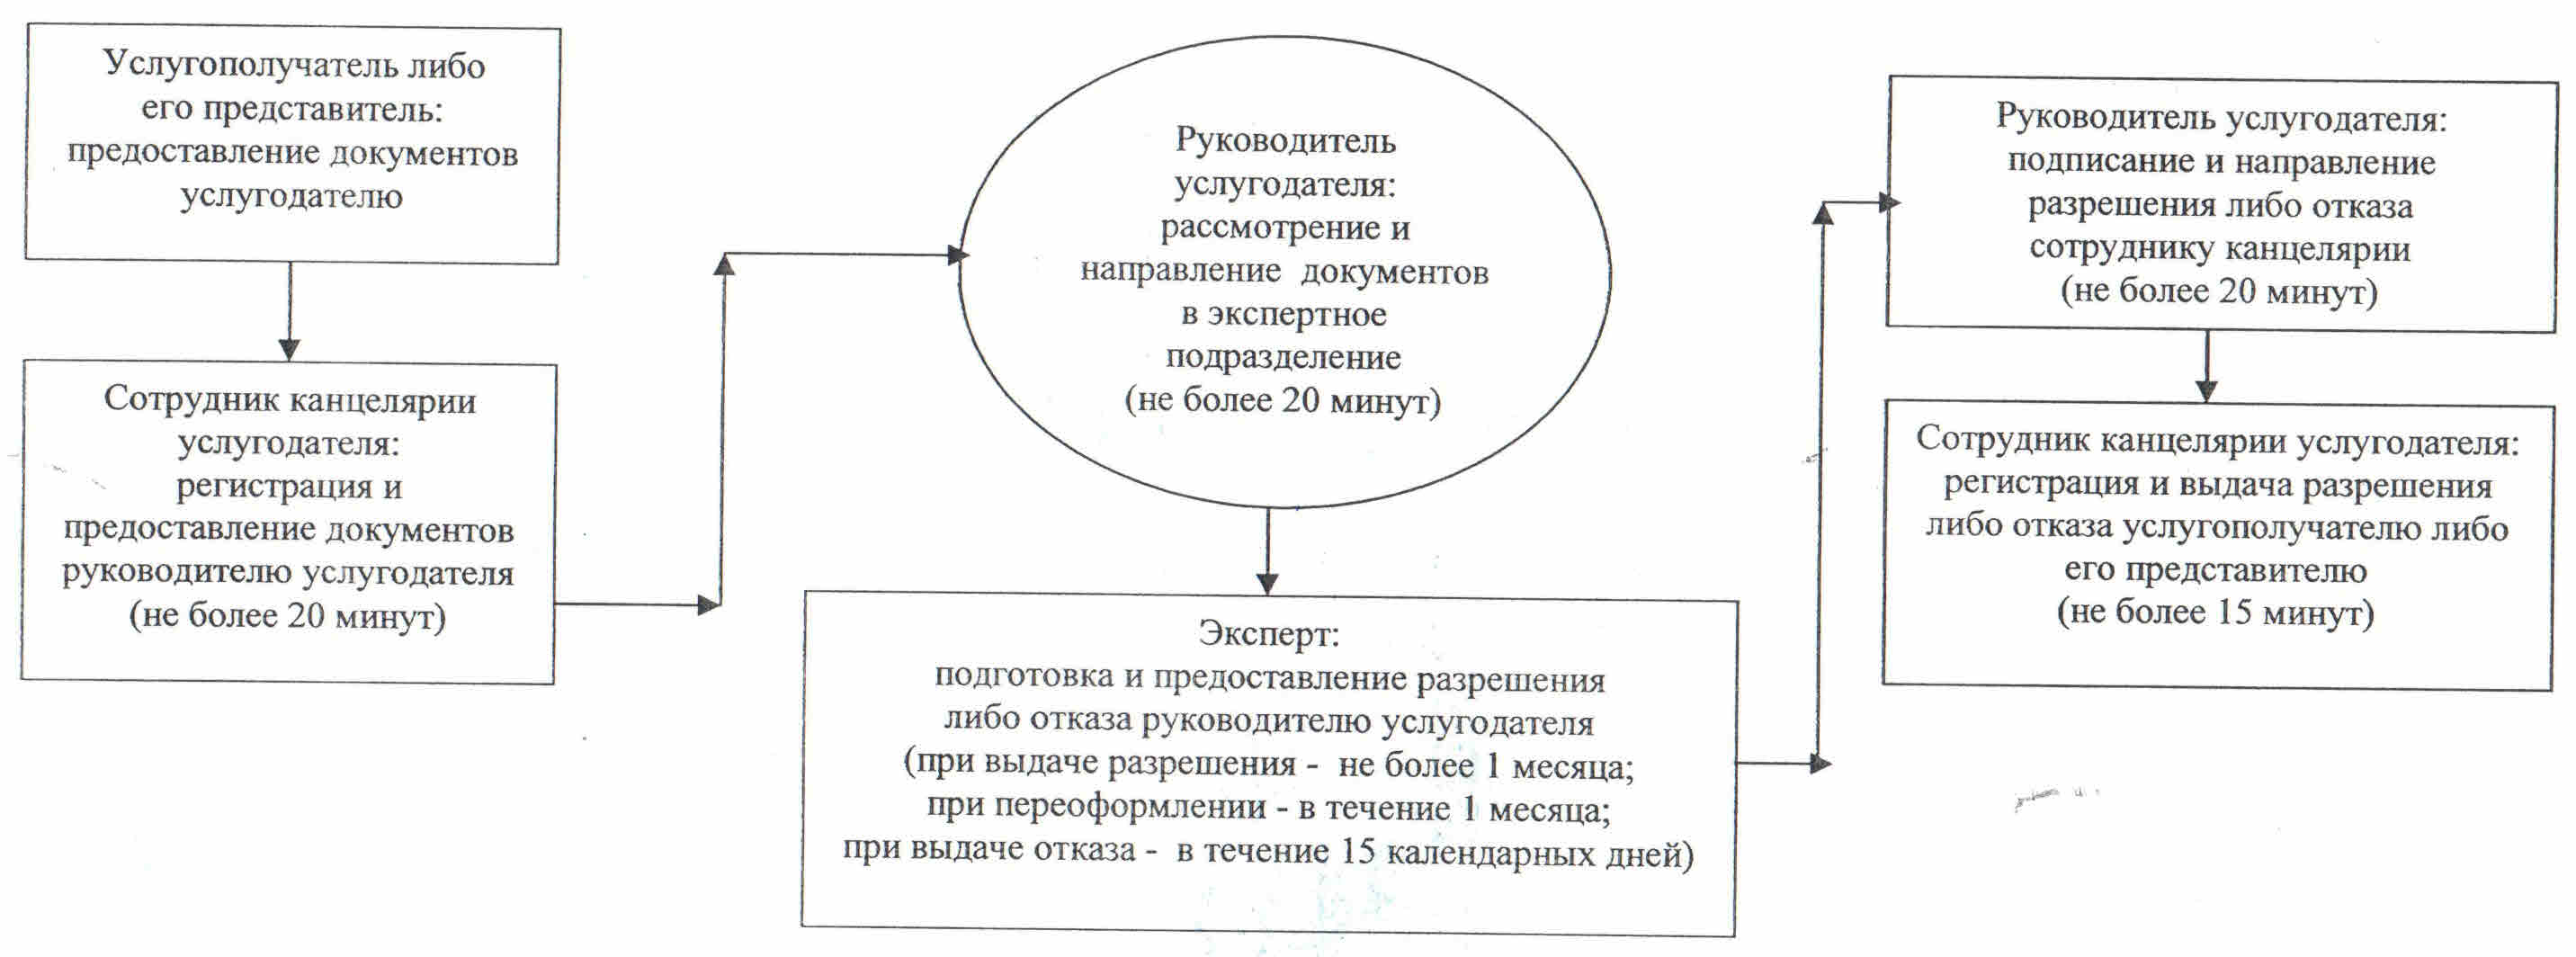 Услугополучатель либо
его представитель:
предоставление документов
услугодателю
Сотрудник канцелярии
услугодателя:
регистрация и
предоставление документов
руководителю услугодателя
(не более 20 минут)
Руководитель
услугодателя:
рассмотрение и
направление документов
в экспертное
подразделение
(не более 20 минут)
Эксперт:
подготовка и предоставление разрешения
либо отказа руководителю услугодателя
(при выдаче разрешения - не более 1 месяца;
при переоформлении - в течение 1 месяца;
при выдаче отказа - в течение 15 календарных дней)
Руководитель услугодателя:
подписание и направление
разрешения либо отказа
сотруднику канцелярии
(не более 20 минут)
Сотрудник канцелярии услугодателя:
регистрация и выдача разрешения
либо отказа услугополучателю либо
его представителю
(не более 15 минут)